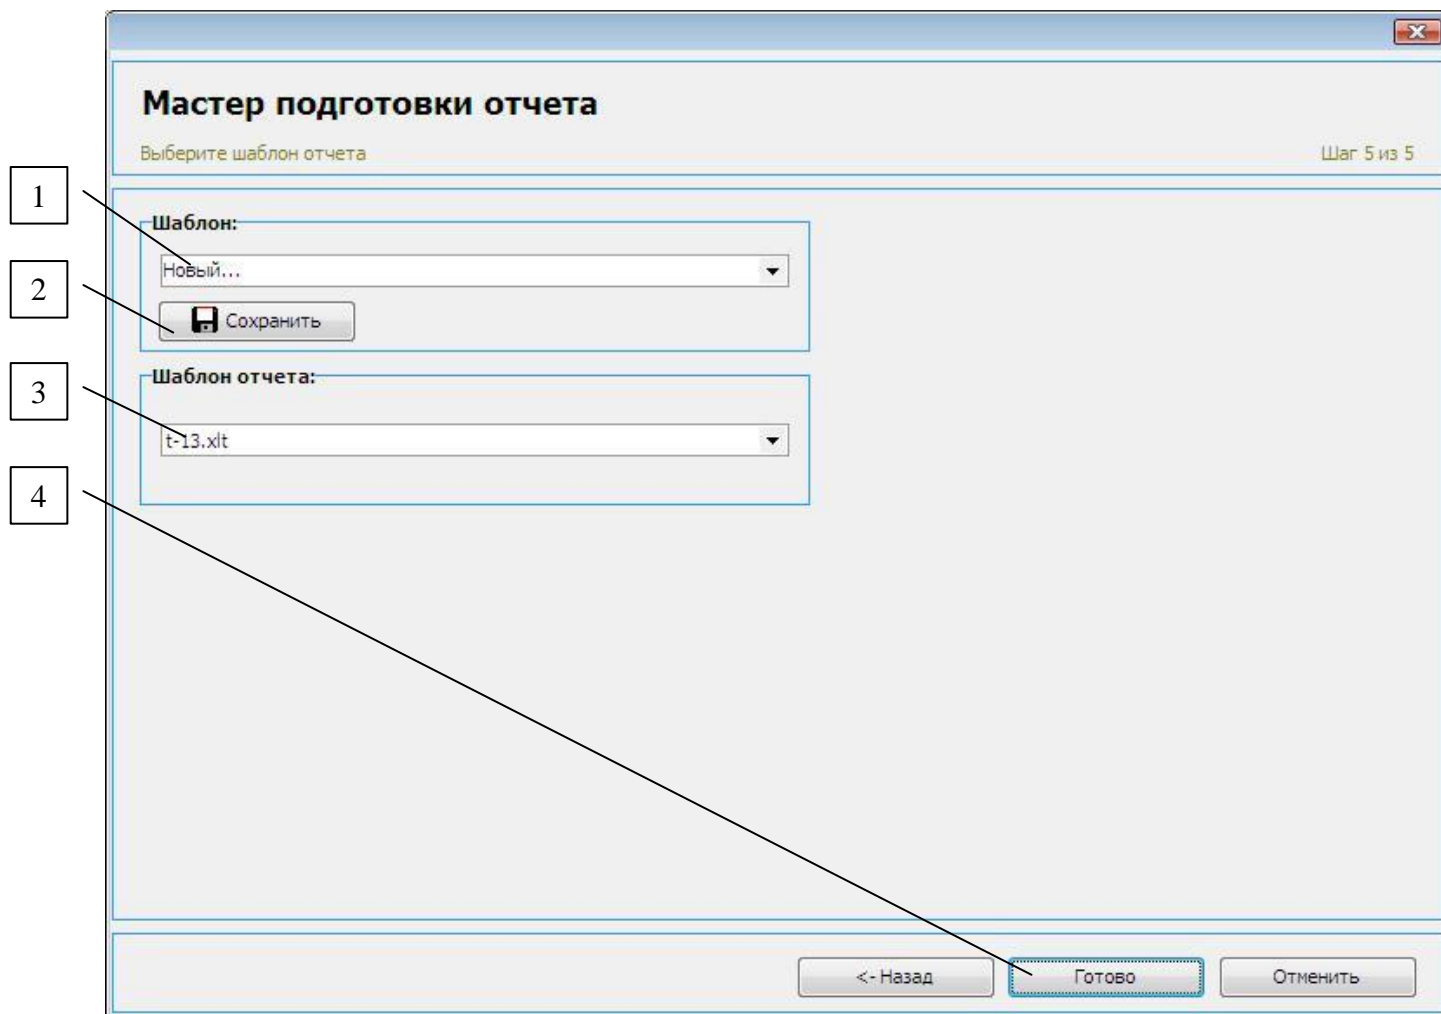 Мастер подготовки отчета
Выберите шаблон отчета
Шаг 5 из 5
1
Шаблон:
Новый...
2
Сохранить
Шаблон отчета:
3
t-13.xlt
4
<- Назад
Готово
Отменить